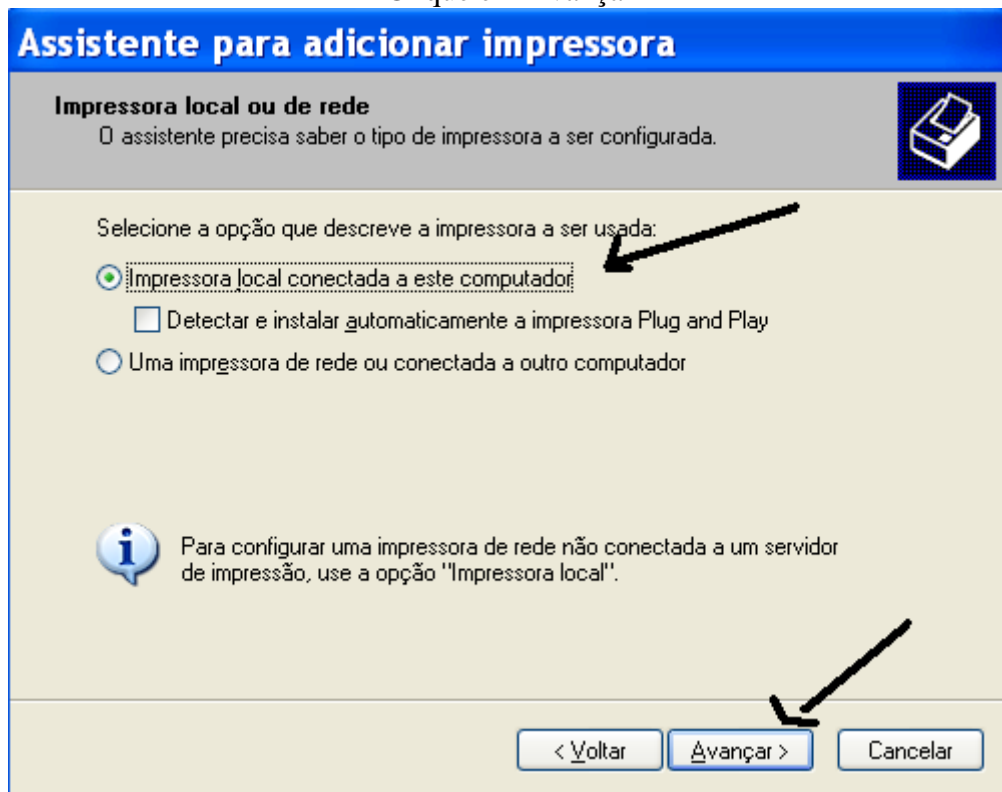 Assistente para adicionar impressora
Impressora local ou de rede
O assistente precisa saber o tipo de impressora a ser configurada.
Selecione a opção que descreve a impressora a ser usada:
Impressora local conectada a este computador
Detectar e instalar automaticamente a impressora Plug and Play
Uma impressora de rede ou conectada a outro computador
Para configurar uma impressora de rede não conectada a um servidor
de impressão, use a opção "Impressora local".
< Voltar Avançar > Cancelar